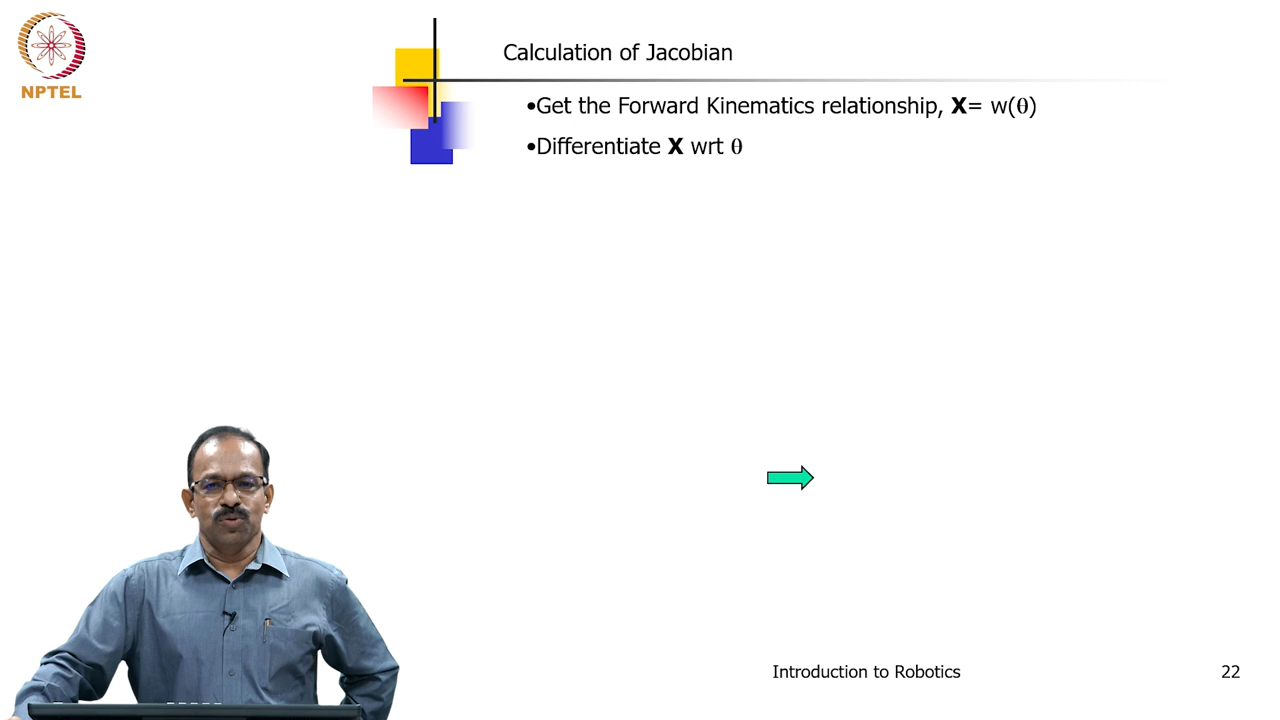 NPTEL
Calculation of Jacobian
•Get the Forward Kinematics relationship, X= w(θ)
•Differentiate X wrt θ
Introduction to Robotics
22